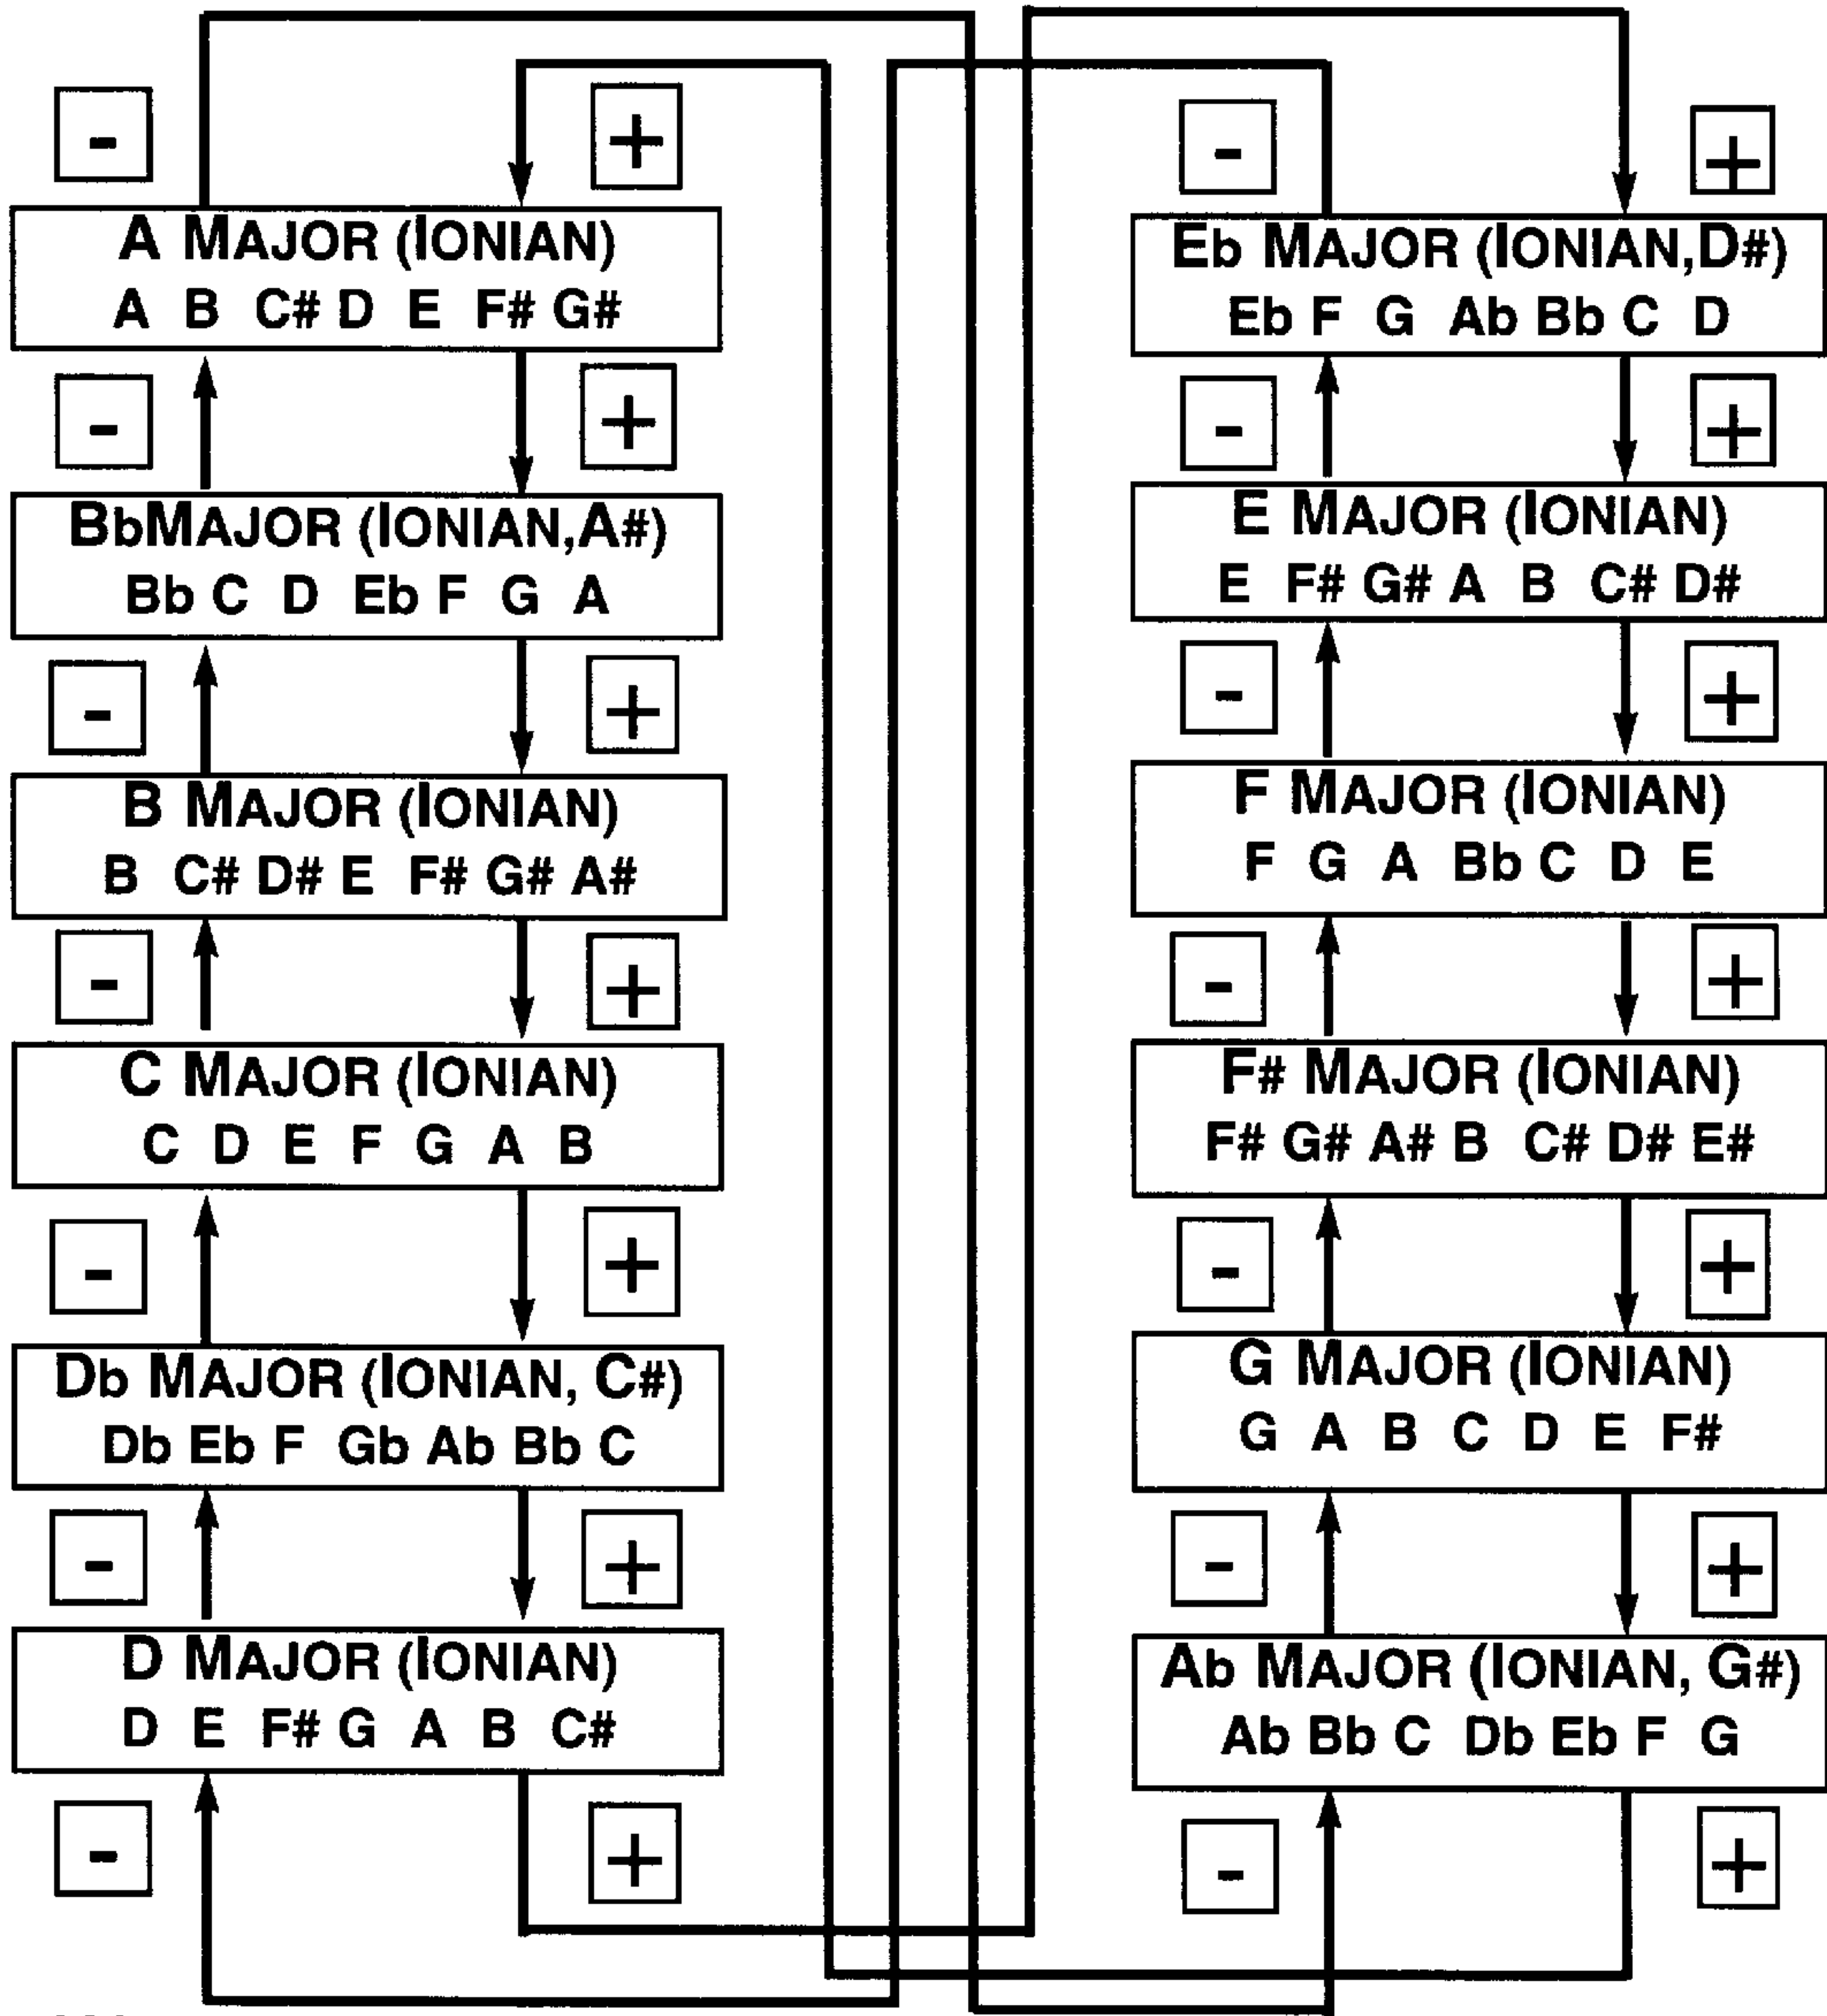 -
+
A MAJOR (IONIAN)
A B C# D E F# G#
-
+
BbMAJOR (IONIAN,A#)
Bb C D Eb F G A
-
+
B MAJOR (IONIAN)
B C# D# E F# G# A#
-
+
C MAJOR (IONIAN)
C D E F G A B
-
+
Db MAJOR (IONIAN, C#)
Db Eb F Gb Ab Bb C
-
+
D MAJOR (IONIAN)
D E F# G A B C#
-
+
-
+
Eb MAJOR (IONIAN,D#)
Eb F G Ab Bb C D
-
+
E MAJOR (IONIAN)
E F# G# A B C# D#
-
+
F MAJOR (IONIAN)
F G A Bb C D E
-
+
F# MAJOR (IONIAN)
F# G# A# B C# D# E#
-
+
G MAJOR (IONIAN)
G A B C D E F#
-
+
Ab MAJOR (IONIAN, G#)
Ab Bb C Db Eb F G
-
+